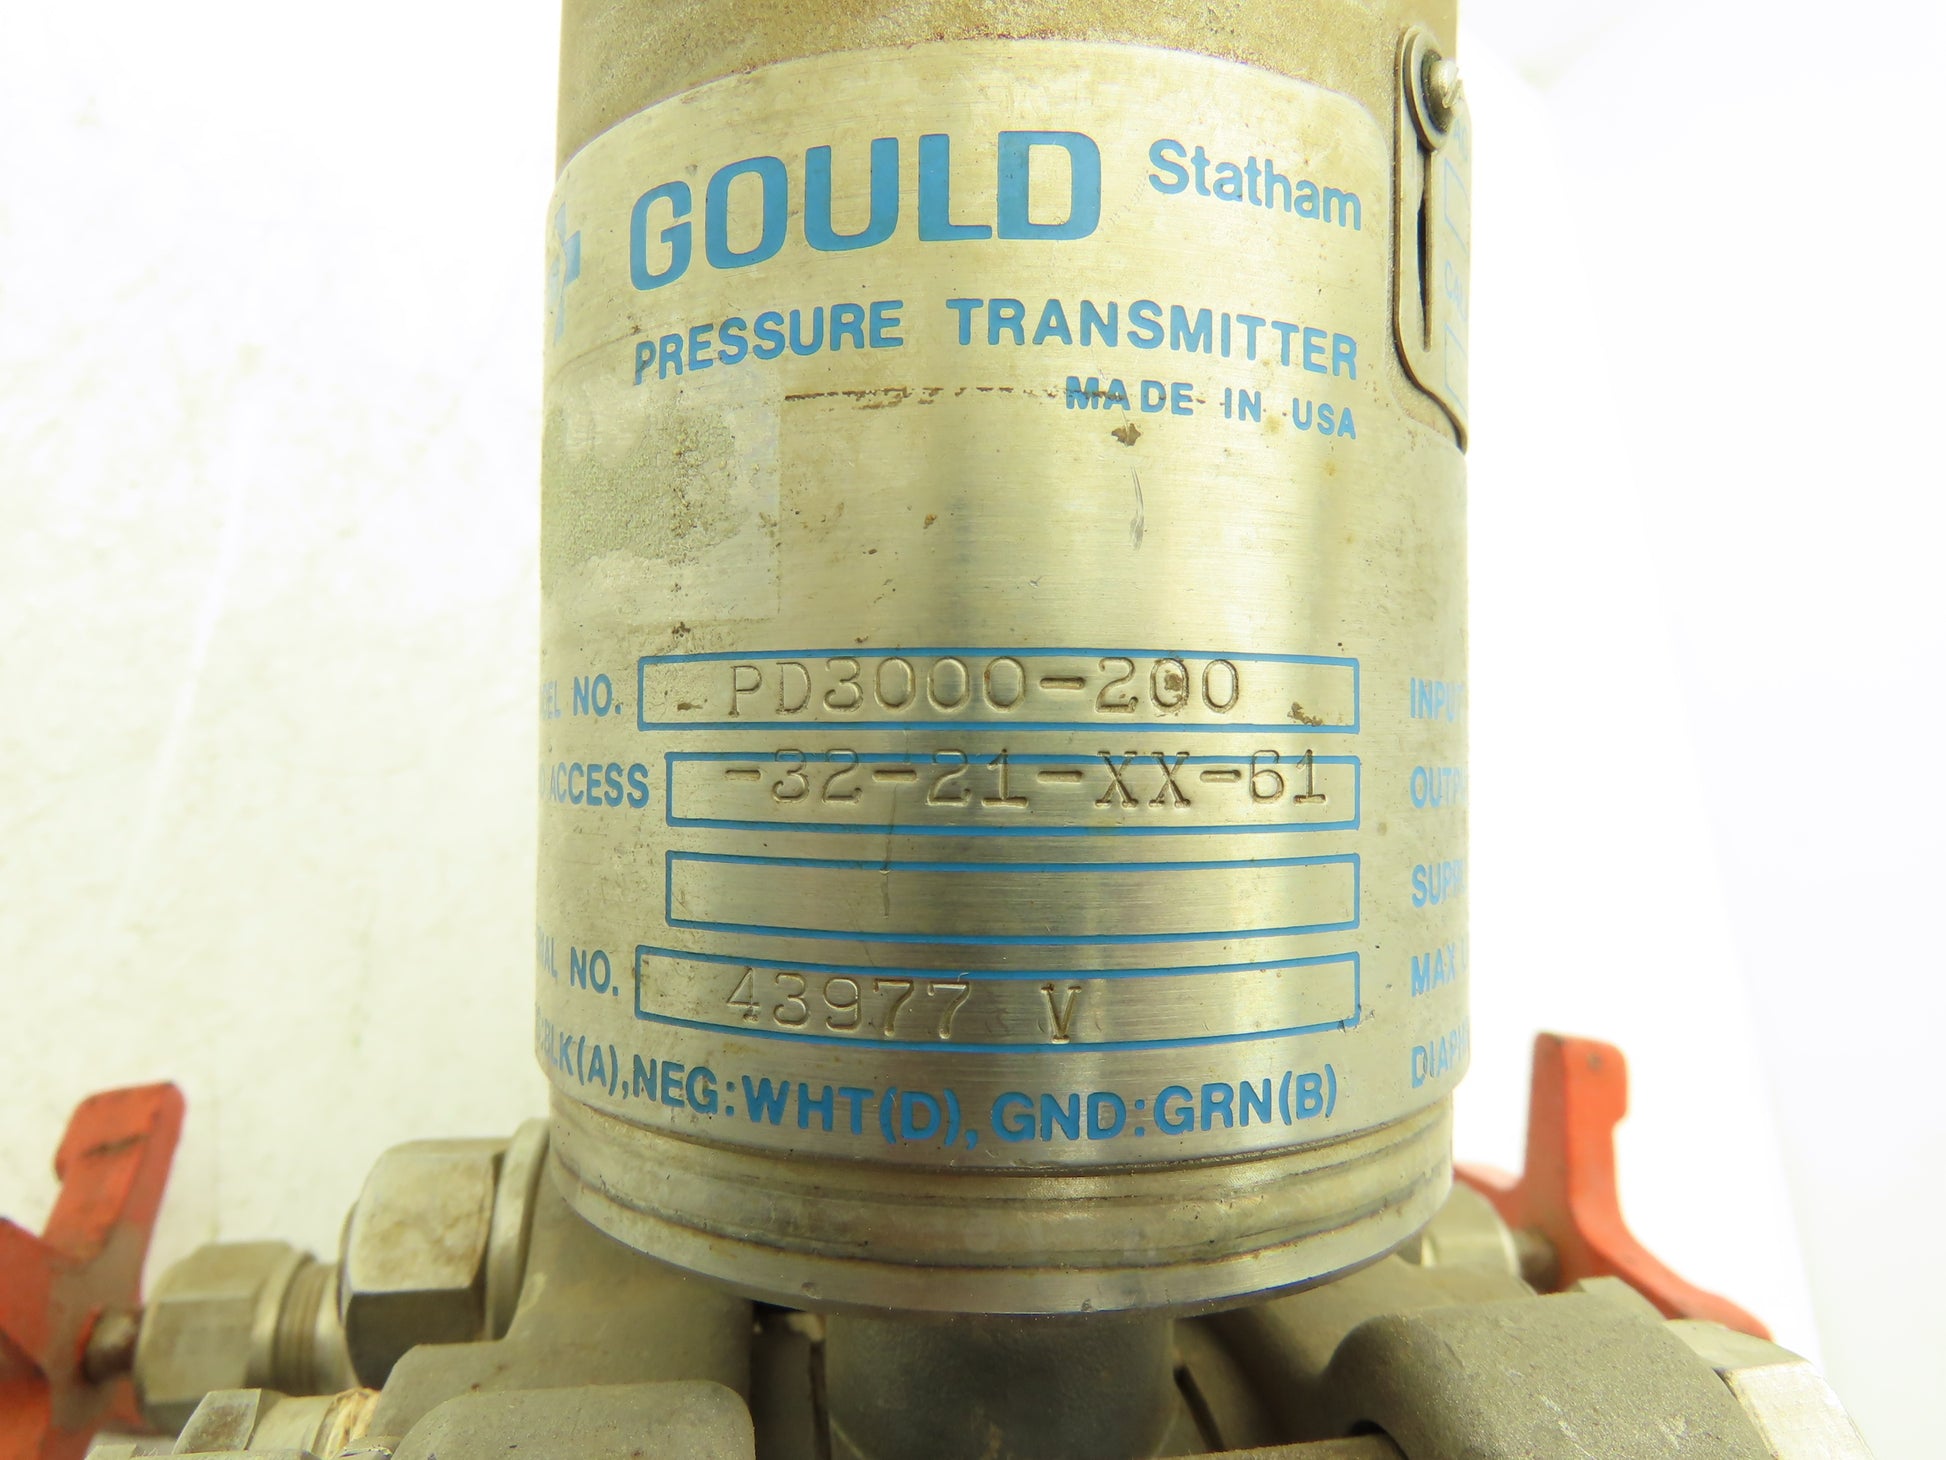 GOULD Statham
PRESSURE TRANSMITTER
MADE IN USA
NO. PD3000-200
ACCESS -32-21-XX-61
NO. 43977 V
BLK(A), NEG:WHT(D), GND:GRN(B)